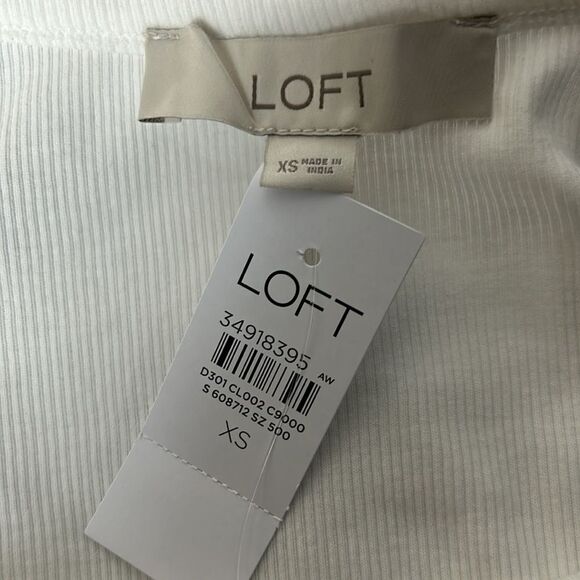 LOFT
XS MADE IN
INDIA
LOFT
34918395
AW
D301 CL002 C9000
S 608712 SZ 500
XS